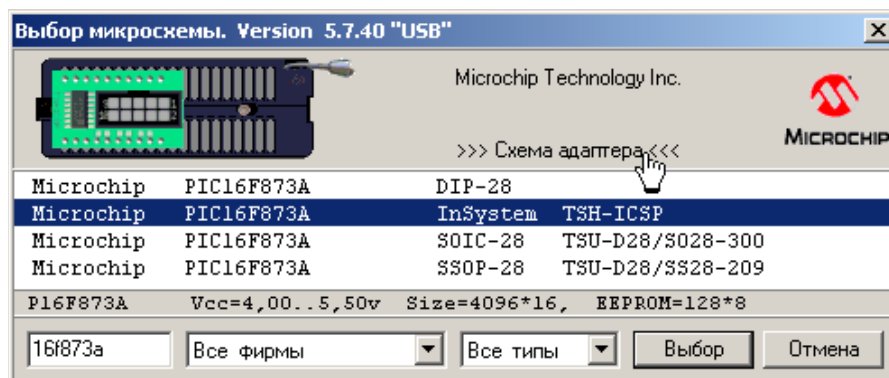 Выбор микросхемы. Version 5.7.40 "USB"
Microchip Technology Inc.
MICROCHIP
>>> Схема адаптера <<<
Microchip PIC16F873A DIP-28
Microchip PIC16F873A InSystem TSH-ICSP
Microchip PIC16F873A SOIC-28 TSU-D28/SO28-300
Microchip PIC16F873A SSOP-28 TSU-D28/SS28-209
P16F873A Vcc=4,00..5,50v Size=4096*16, EEPROM=128*8
16f873a Все фирмы Все типы Выбор Отмена